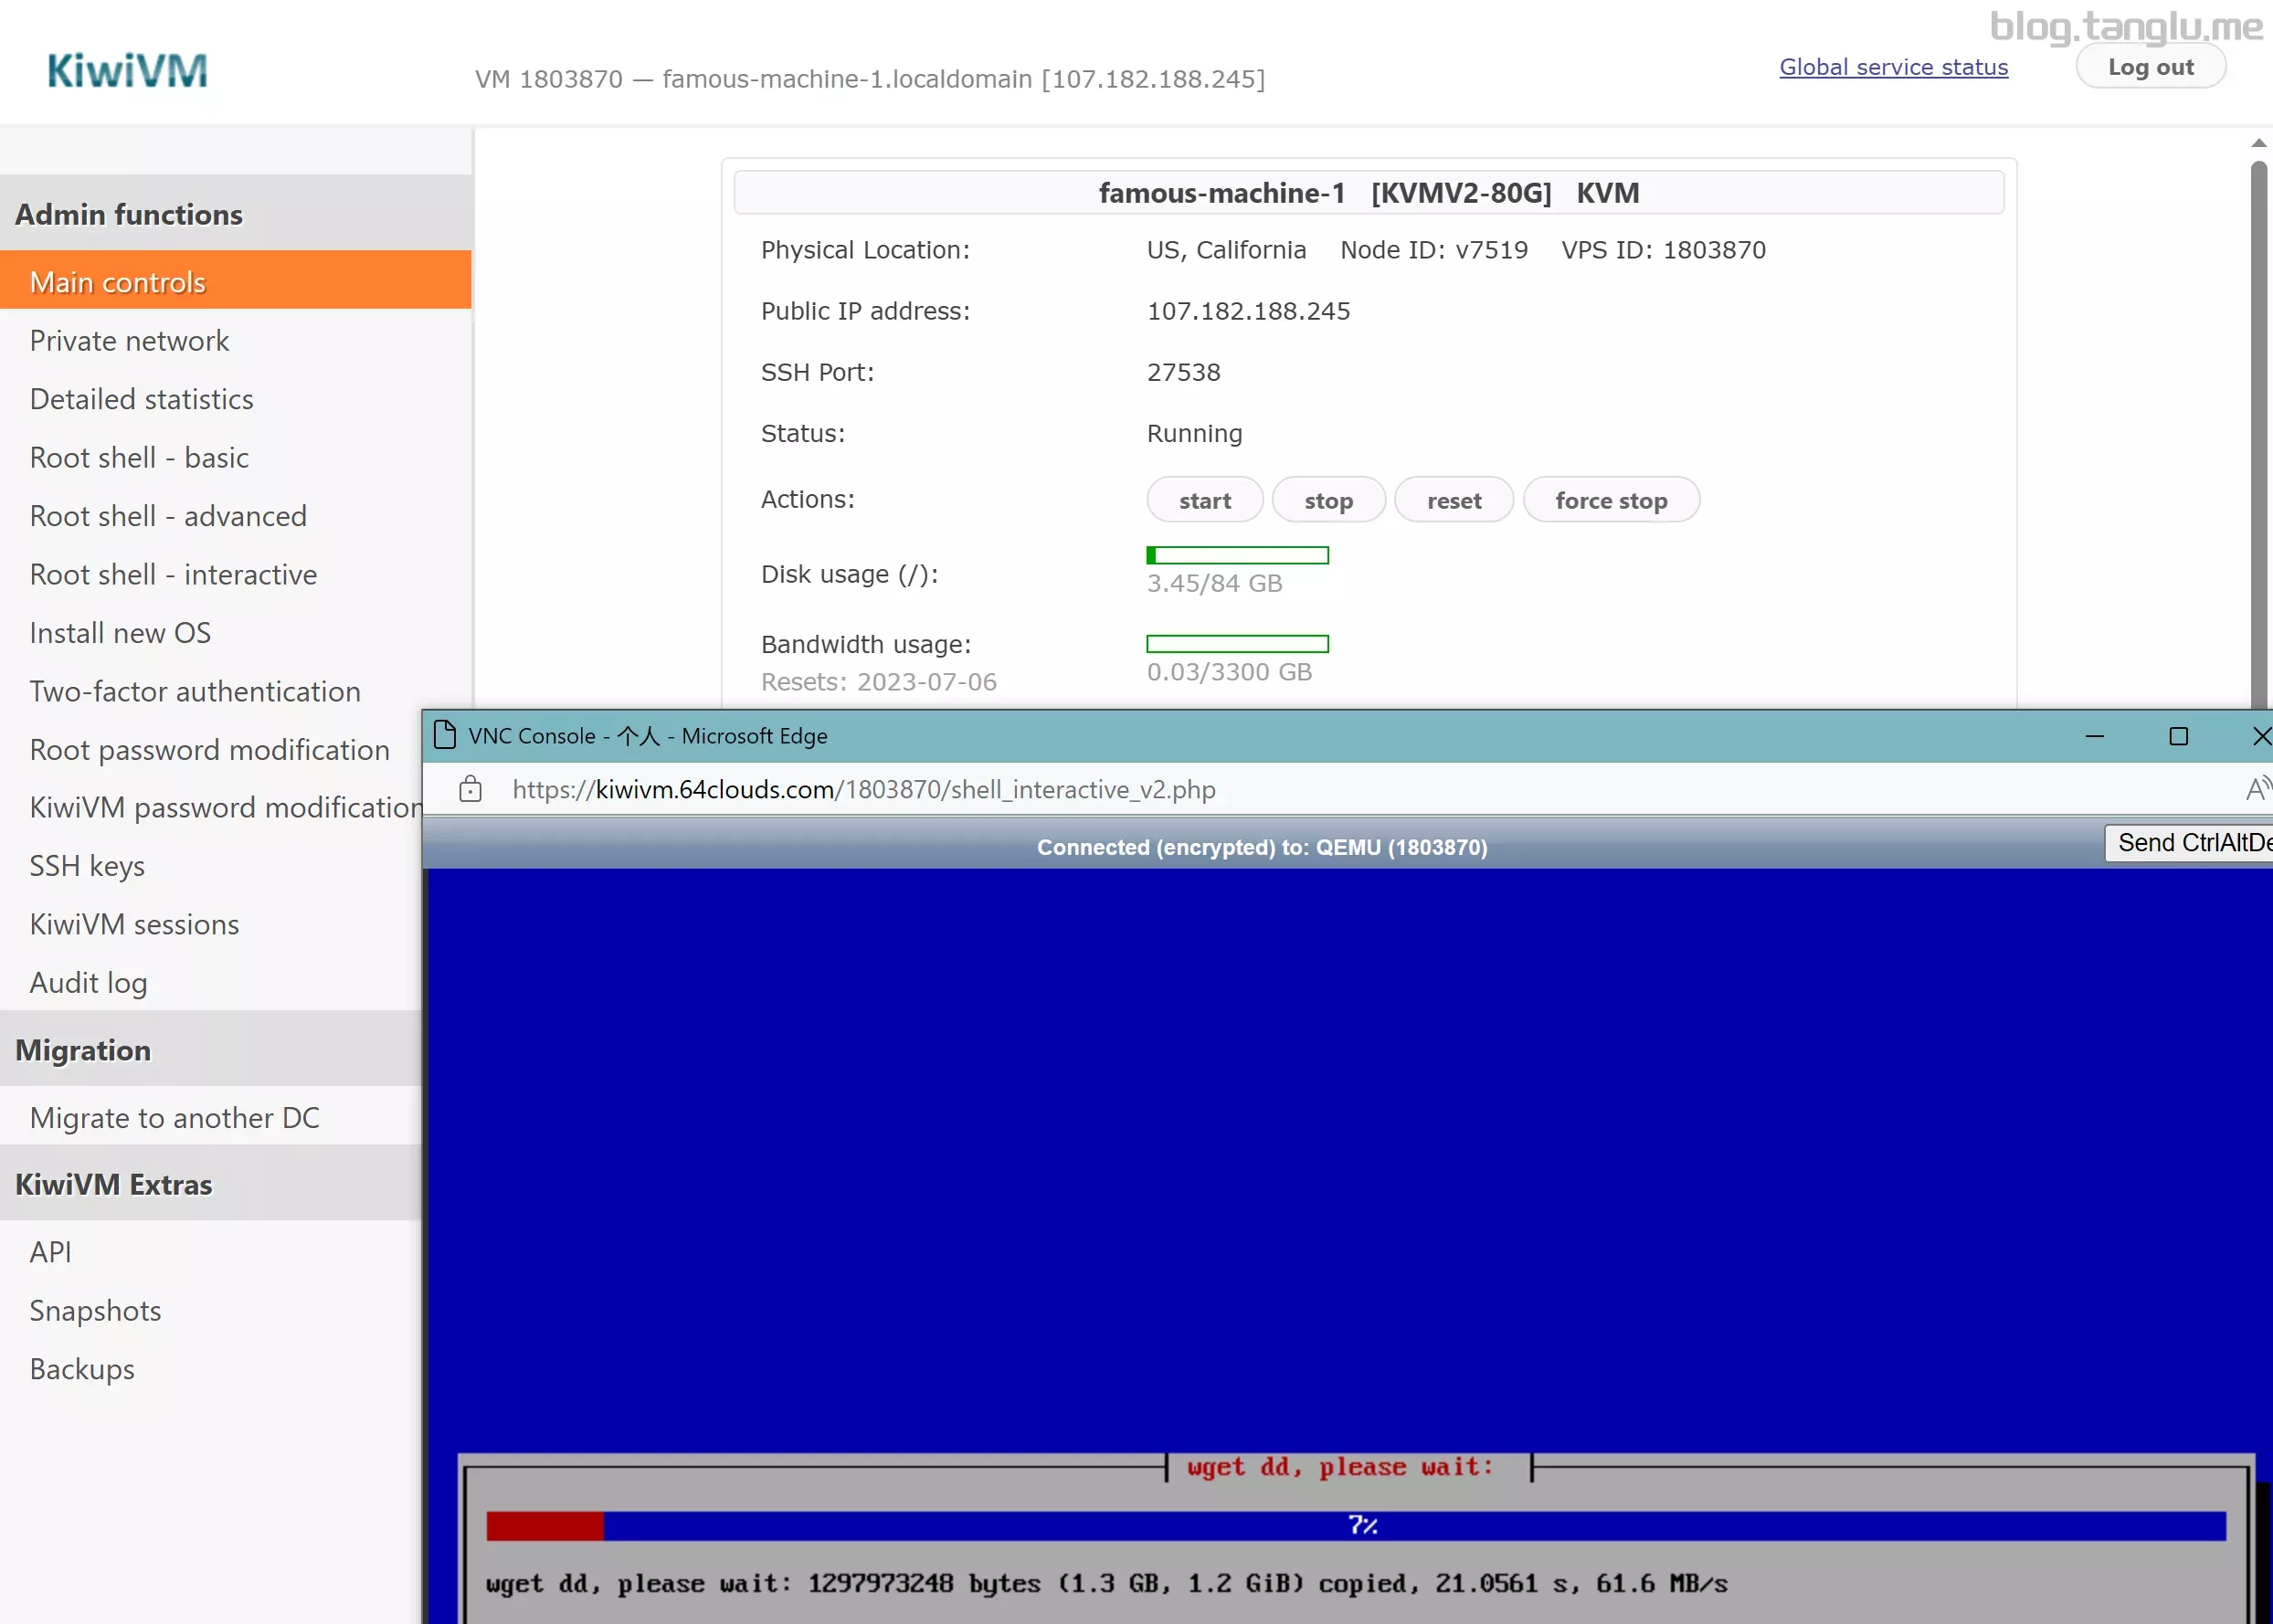 blog.tanglu.me
KiwiVM
VM 1803870 — famous-machine-1.localdomain [107.182.188.245]
Global service status
Log out
Admin functions
Main controls
Private network
Detailed statistics
Root shell - basic
Root shell - advanced
Root shell - interactive
Install new OS
Two-factor authentication
Root password modification
KiwiVM password modification
SSH keys
KiwiVM sessions
Audit log
Migration
Migrate to another DC
KiwiVM Extras
API
Snapshots
Backups
famous-machine-1 [KVMV2-80G] KVM
Physical Location: US, California Node ID: v7519 VPS ID: 1803870
Public IP address: 107.182.188.245
SSH Port: 27538
Status: Running
Actions: start stop reset force stop
Disk usage (/): 3.45/84 GB
Bandwidth usage:
Resets: 2023-07-06
0.03/3300 GB
VNC Console - 个人 - Microsoft Edge
https://kiwivm.64clouds.com/1803870/shell_interactive_v2.php
Connected (encrypted) to: QEMU (1803870)
Send CtrlAltDe
wget dd, please wait:
7%
wget dd, please wait: 1297973248 bytes (1.3 GB, 1.2 GiB) copied, 21.0561 s, 61.6 MB/s